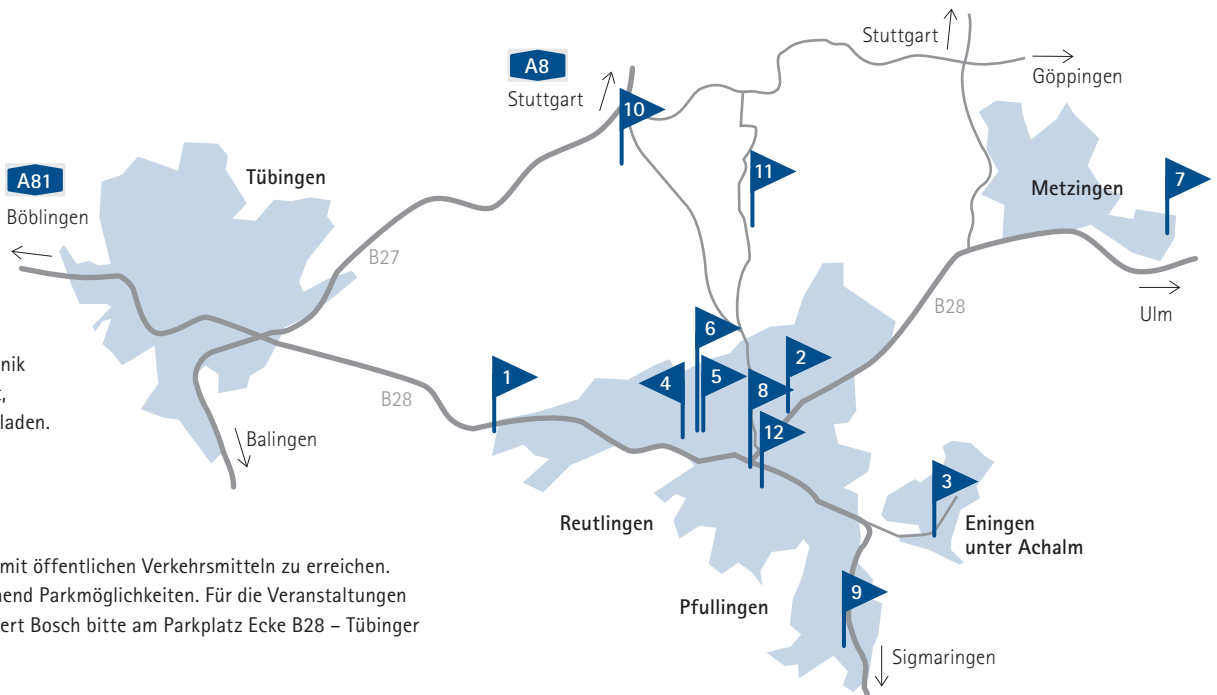 Stuttgart
A8
Stuttgart
Göppingen
10
A81
Böblingen
Tübingen
11
Metzingen
7
B27
B28
Ulm
6
2
nik
1
4
5
8
t,
B28
laden.
12
Balingen
3
Reutlingen
Eningen
unter Achalm
mit öffentlichen Verkehrsmitteln zu erreichen.
end Parkmöglichkeiten. Für die Veranstaltungen
ert Bosch bitte am Parkplatz Ecke B28 – Tübinger
Pfullingen
9
Sigmaringen